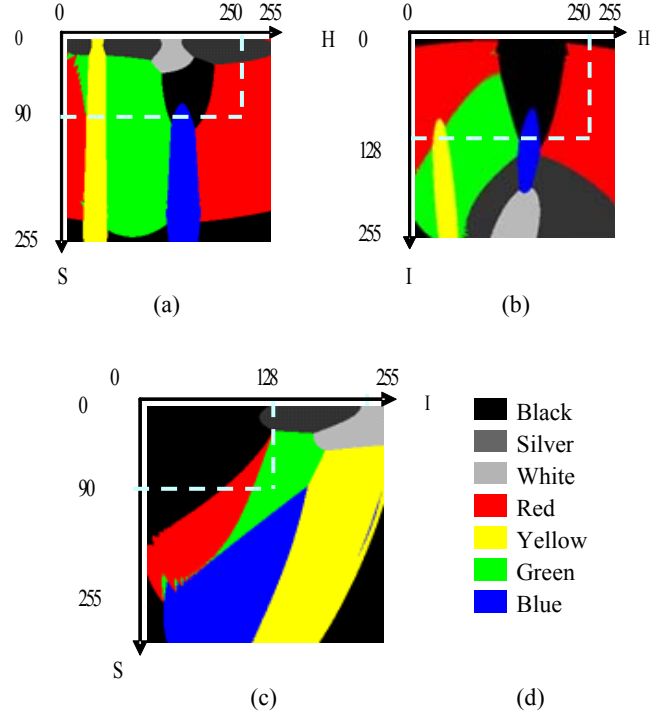 0 250 255
0 H
90
255
S
(a)
0 250 255
0 H
128
255
I
(b)
0 128 255
0 I
90
255
S
(c)
Black
Silver
White
Red
Yellow
Green
Blue
(d)